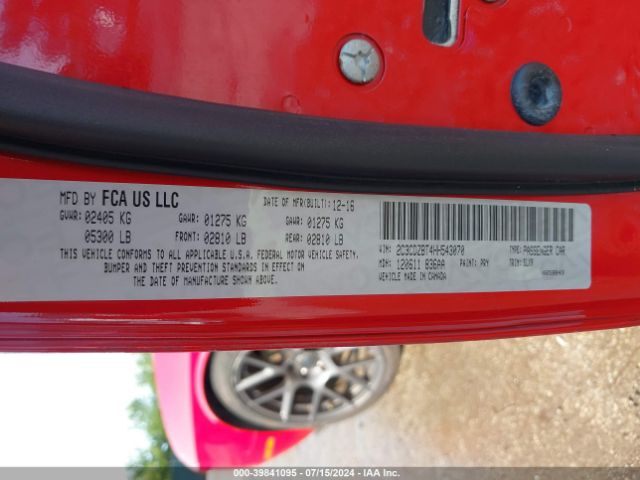 MFD BY FCA US LLC
DATE OF MFR(BUILT): 12-16
GVWR: 02405 KG
GAWR: 01275 KG
GAWR: 01275 KG
05300 LB
FRONT: 02810 LB
REAR: 02810 LB
THIS VEHICLE CONFORMS TO ALL APPLICABLE U.S.A. FEDERAL MOTOR VEHICLE SAFETY,
BUMPER AND THEFT PREVENTION STANDARDS IN EFFECT ON
THE DATE OF MANUFACTURE SHOWN ABOVE.
VIN: 2C3CDZBT4HH543070
TYPE: PASSENGER CAR
MDH: 120611 836AA
PAINT: PRY
TRIM:
VEHICLE MADE IN CANADA
000-39841095 - 07/15/2024 - IAA Inc.